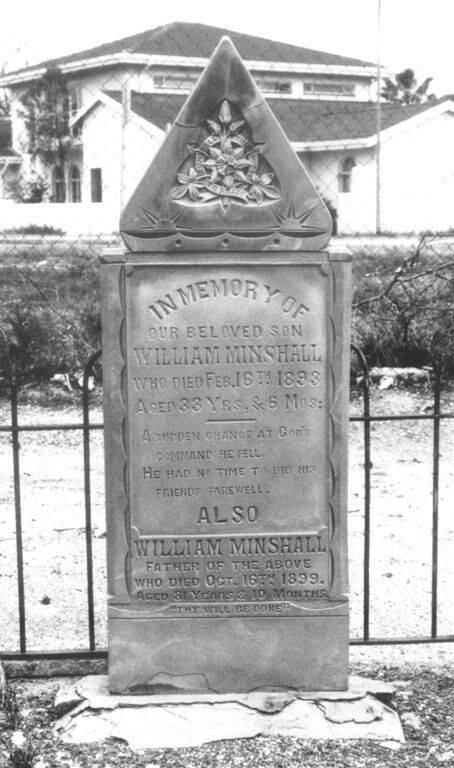 IN MEMORY OF
OUR BELOVED SON
WILLIAM MINSHALL
WHO DIED FEB. 16TH 1893
AGED 33 YRS, & 6 MOS:
A SUDDEN CHANGE AT GOD'S
COMMAND HE FELL.
HE HAD NO TIME TO BID HIS
FRIENDS FAREWELL.
ALSO
WILLIAM MINSHALL
FATHER OF THE ABOVE
WHO DIED OCT. 16TH 1899.
AGED 81 YEARS & 10 MONTHS
"THY WILL BE DONE"